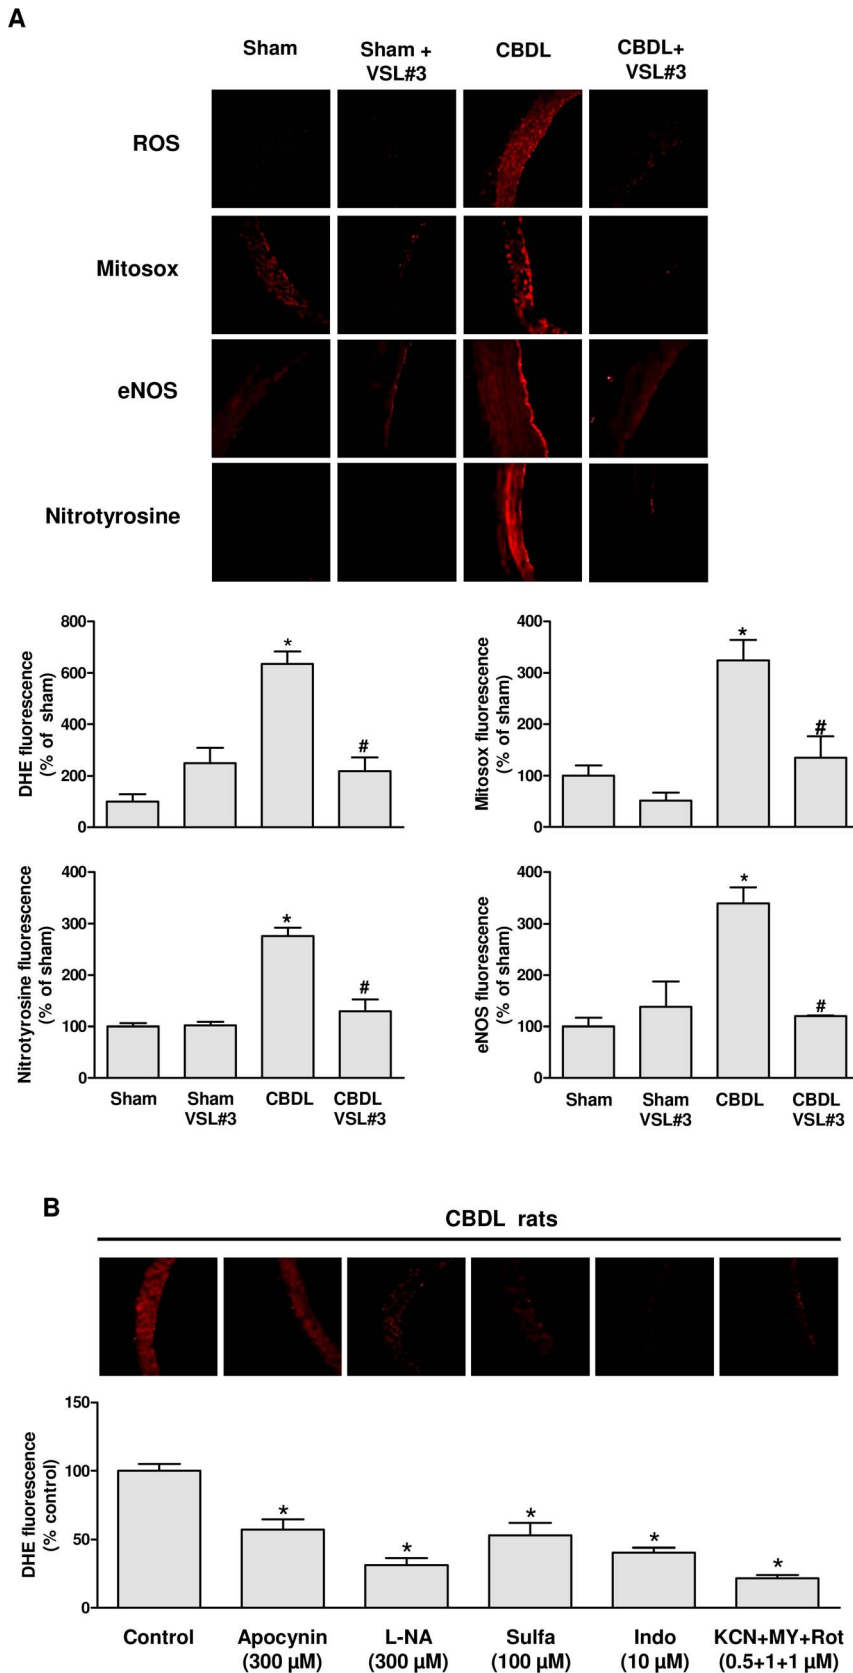 A
Sham
Sham +
VSL#3
CBDL
CBDL+
VSL#3
ROS
Mitosox
eNOS
Nitrotyrosine
DHE fluorescence
(% of sham)
800
600
400
200
0
*
#
Mitosox fluorescence
(% of sham)
400
300
200
100
0
*
#
Nitrotyrosine fluorescence
(% of sham)
400
300
200
100
0
*
#
Sham
Sham
VSL#3
CBDL
CBDL
VSL#3
eNOS fluorescence
(% of sham)
400
300
200
100
0
*
#
Sham
Sham
VSL#3
CBDL
CBDL
VSL#3
B
CBDL rats
DHE fluorescence
(% control)
150
100
50
0
*
*
*
*
*
Control
Apocynin
(300 µM)
L-NA
(300 µM)
Sulfa
(100 µM)
Indo
(10 µM)
KCN+MY+Rot
(0.5+1+1 µM)